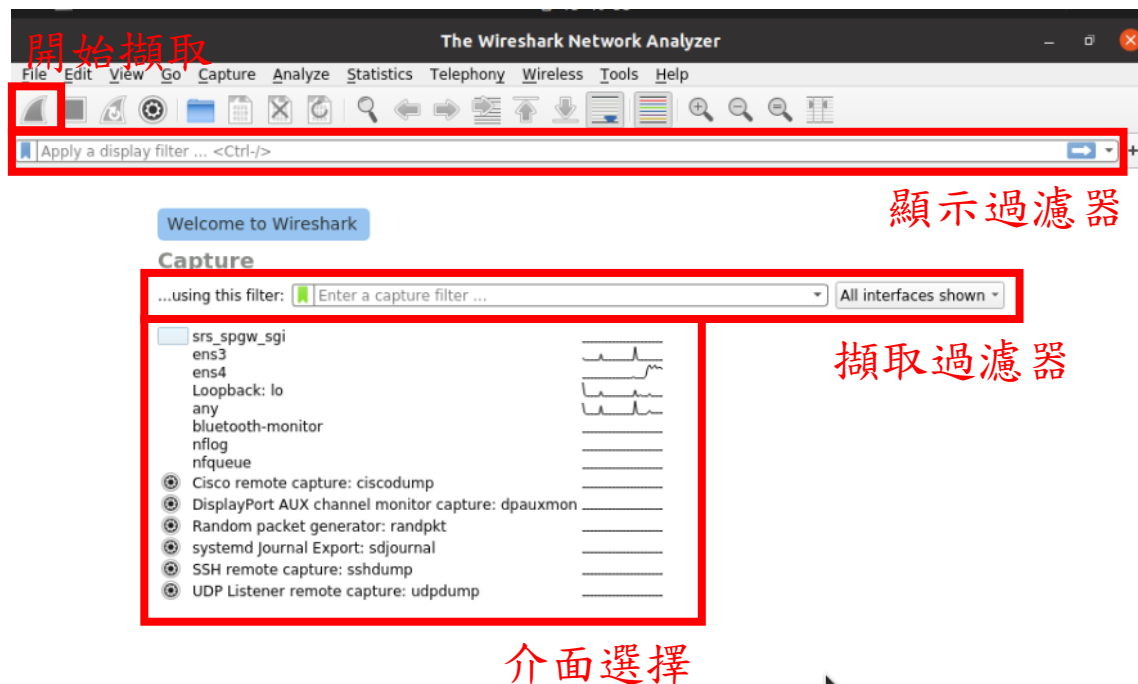 開始擷取
The Wireshark Network Analyzer
File Edit View Go Capture Analyze Statistics Telephony Wireless Tools Help
Apply a display filter ... <Ctrl-/>
+
顯示過濾器
Welcome to Wireshark
Capture
...using this filter: Enter a capture filter ... All interfaces shown
擷取過濾器
srs_spgw_sgi
ens3
ens4
Loopback: lo
any
bluetooth-monitor
nflog
nfqueue
Cisco remote capture: ciscodump
DisplayPort AUX channel monitor capture: dpauxmon
Random packet generator: randpkt
systemd Journal Export: sdjournal
SSH remote capture: sshdump
UDP Listener remote capture: udpdump
介面選擇